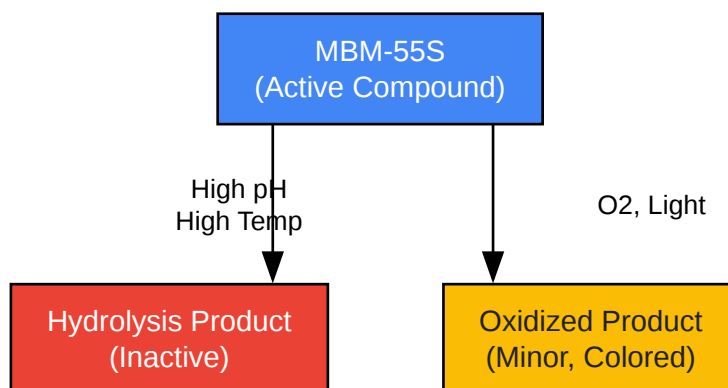 MBM-55S
(Active Compound)
High pH
High Temp
O2, Light
Hydrolysis Product
(Inactive)
Oxidized Product
(Minor, Colored)